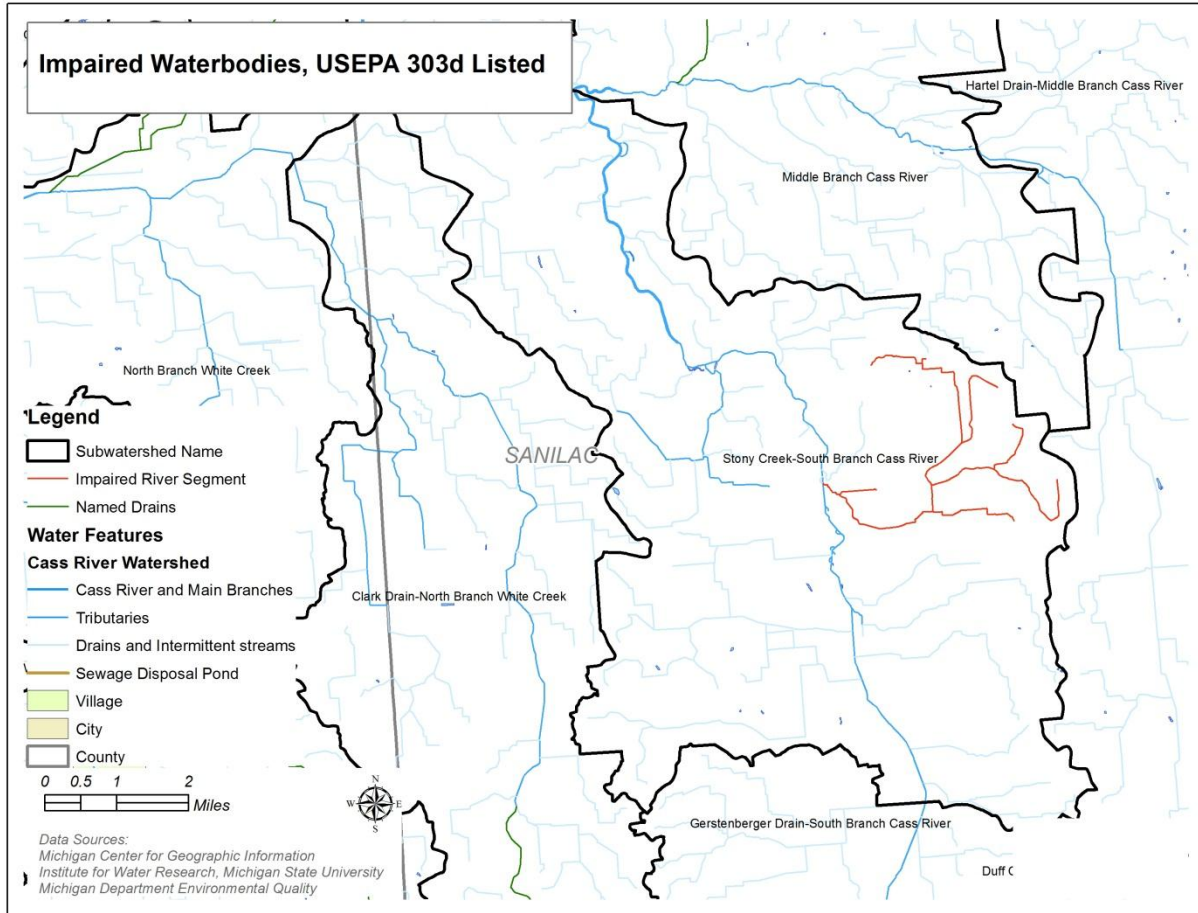 Impaired Waterbodies, USEPA 303d Listed
Hartel Drain-Middle Branch Cass River
Middle Branch Cass River
North Branch White Creek
SANILAC
Stony Creek-South Branch Cass River
Clark Drain-North Branch White Creek
Gerstenberger Drain-South Branch Cass River
Duff
Legend
Subwatershed Name
Impaired River Segment
Named Drains
Water Features
Cass River Watershed
Cass River and Main Branches
Tributaries
Drains and Intermittent streams
Sewage Disposal Pond
Village
City
County
0 0.5 1 2
Miles
N
W E
S
Data Sources:
Michigan Center for Geographic Information
Institute for Water Research, Michigan State University
Michigan Department Environmental Quality